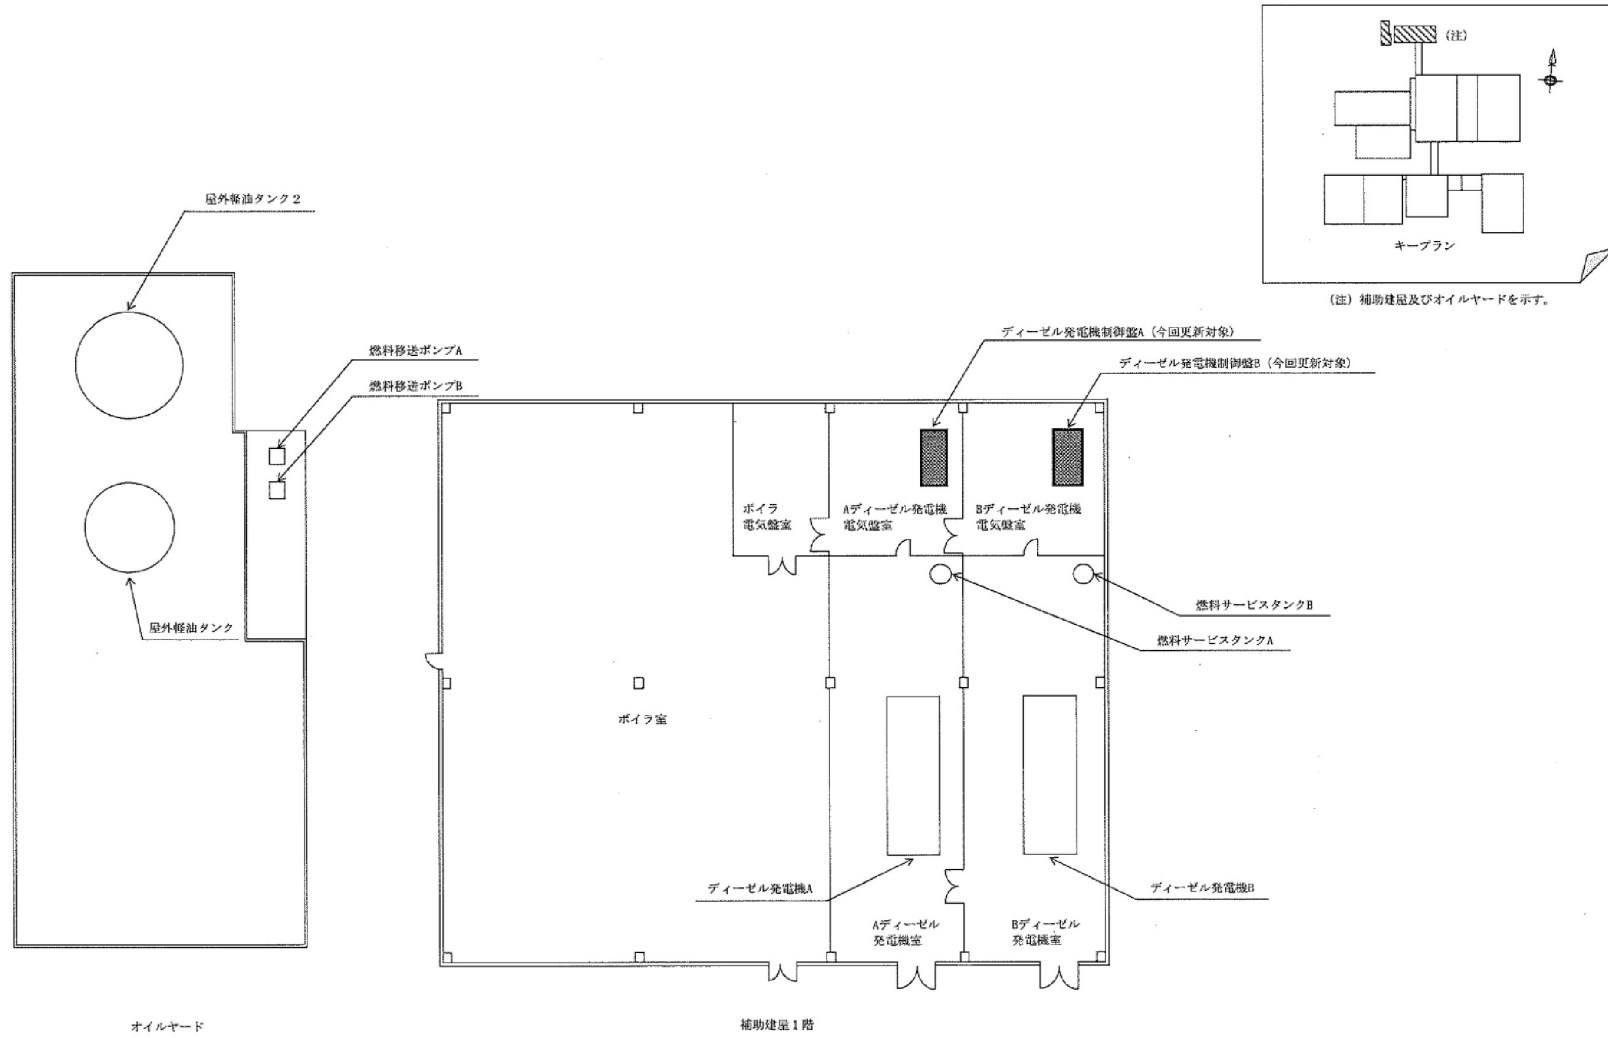 (注)
キープラン
(注) 補助建屋及びオイルヤードを示す。
屋外軽油タンク2
燃料移送ポンプA
燃料移送ポンプB
屋外軽油タンク
オイルヤード
ディーゼル発電機制御盤A (今回更新対象)
ディーゼル発電機制御盤B (今回更新対象)
ボイラ
電気盤室
Aディーゼル発電機
電気盤室
Bディーゼル発電機
電気盤室
燃料サービスタンクB
燃料サービスタンクA
ボイラ室
ディーゼル発電機A
ディーゼル発電機B
Aディーゼル
発電機室
Bディーゼル
発電機室
補助建屋1階